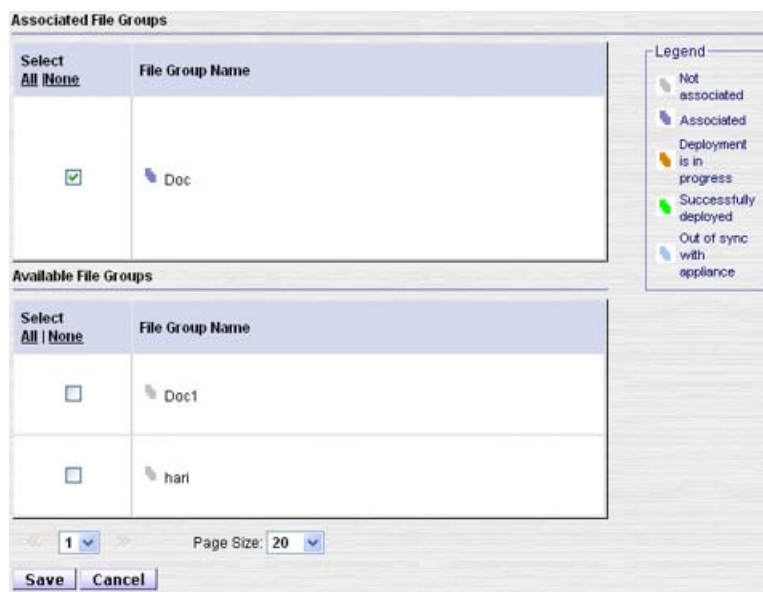 Associated File Groups
Select
All |None
File Group Name
Doc
Available File Groups
Select
All | None
File Group Name
Doc1
hari
1
Page Size: 20
Save
Cancel
Legend
Not
associated
Associated
Deployment
is in
progress
Successfully
deployed
Out of sync
with
appliance